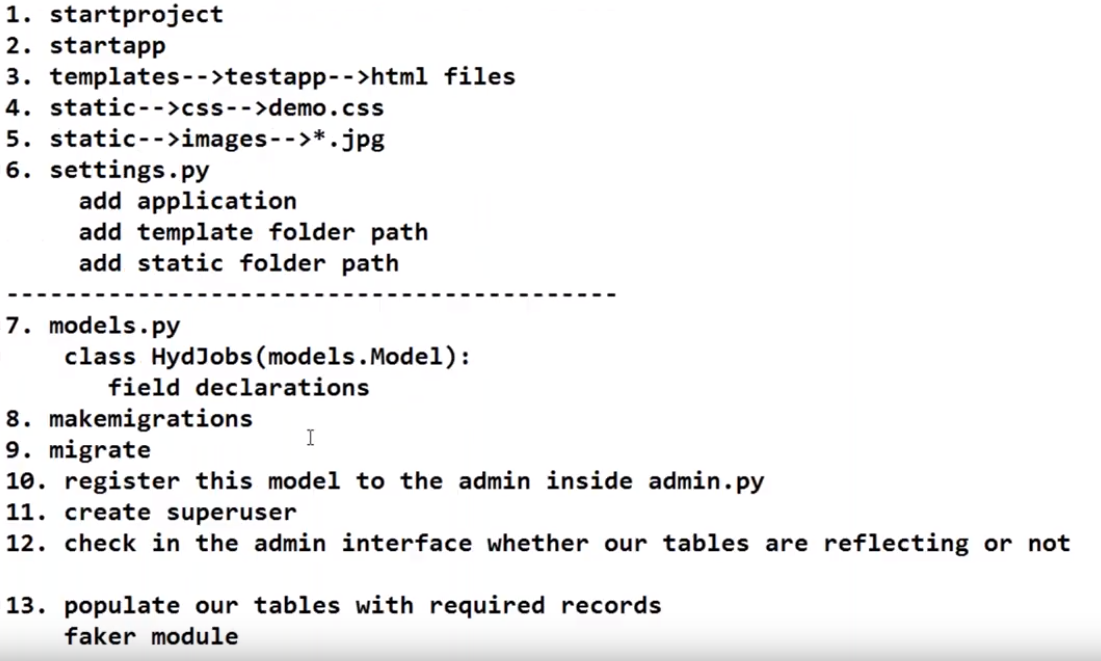 1. startproject
2. startapp
3. templates-->testapp-->html files
4. static-->css-->demo.css
5. static-->images-->*.jpg
6. settings.py
add application
add template folder path
add static folder path
------------------------------------------
7. models.py
class HydJobs(models.Model):
field declarations
8. makemigrations
9. migrate
10. register this model to the admin inside admin.py
11. create superuser
12. check in the admin interface whether our tables are reflecting or not
13. populate our tables with required records
faker module